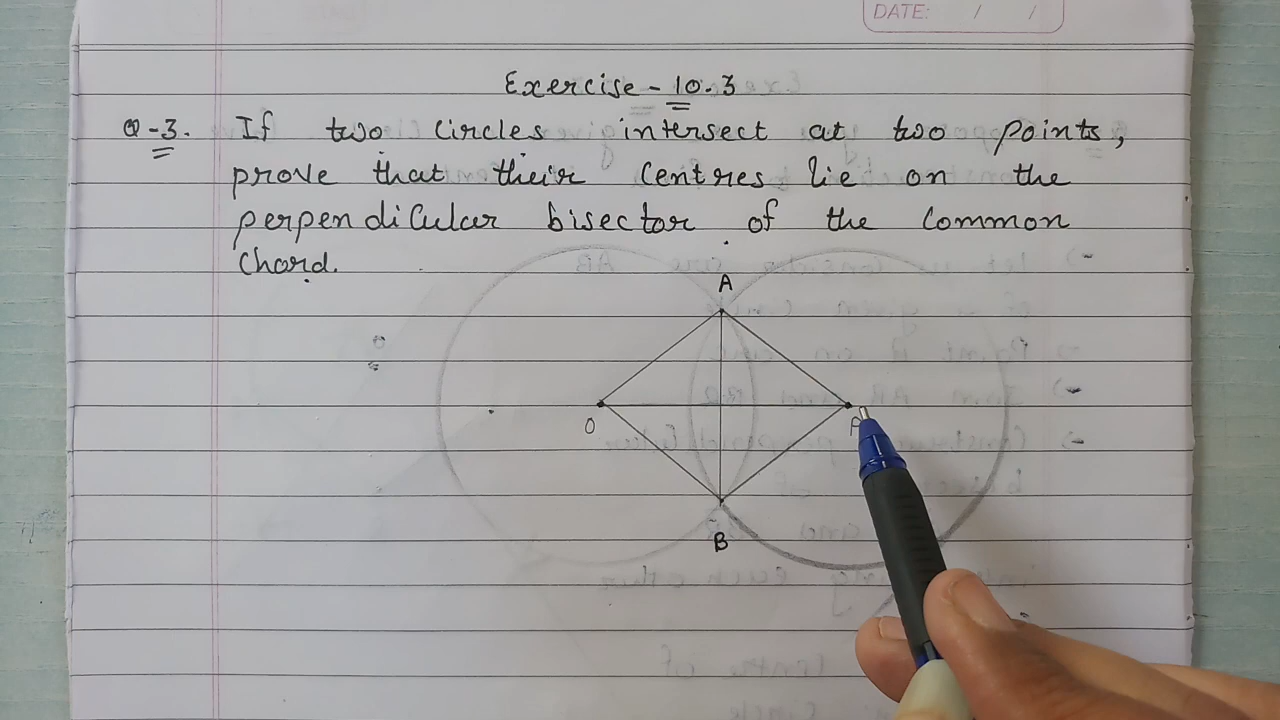 DATE: / /
Exercise - 10.3
Q-3. If two circles intersect at two points,
prove that their centres lie on the
perpendicular bisector of the common
chord.
A
O
B